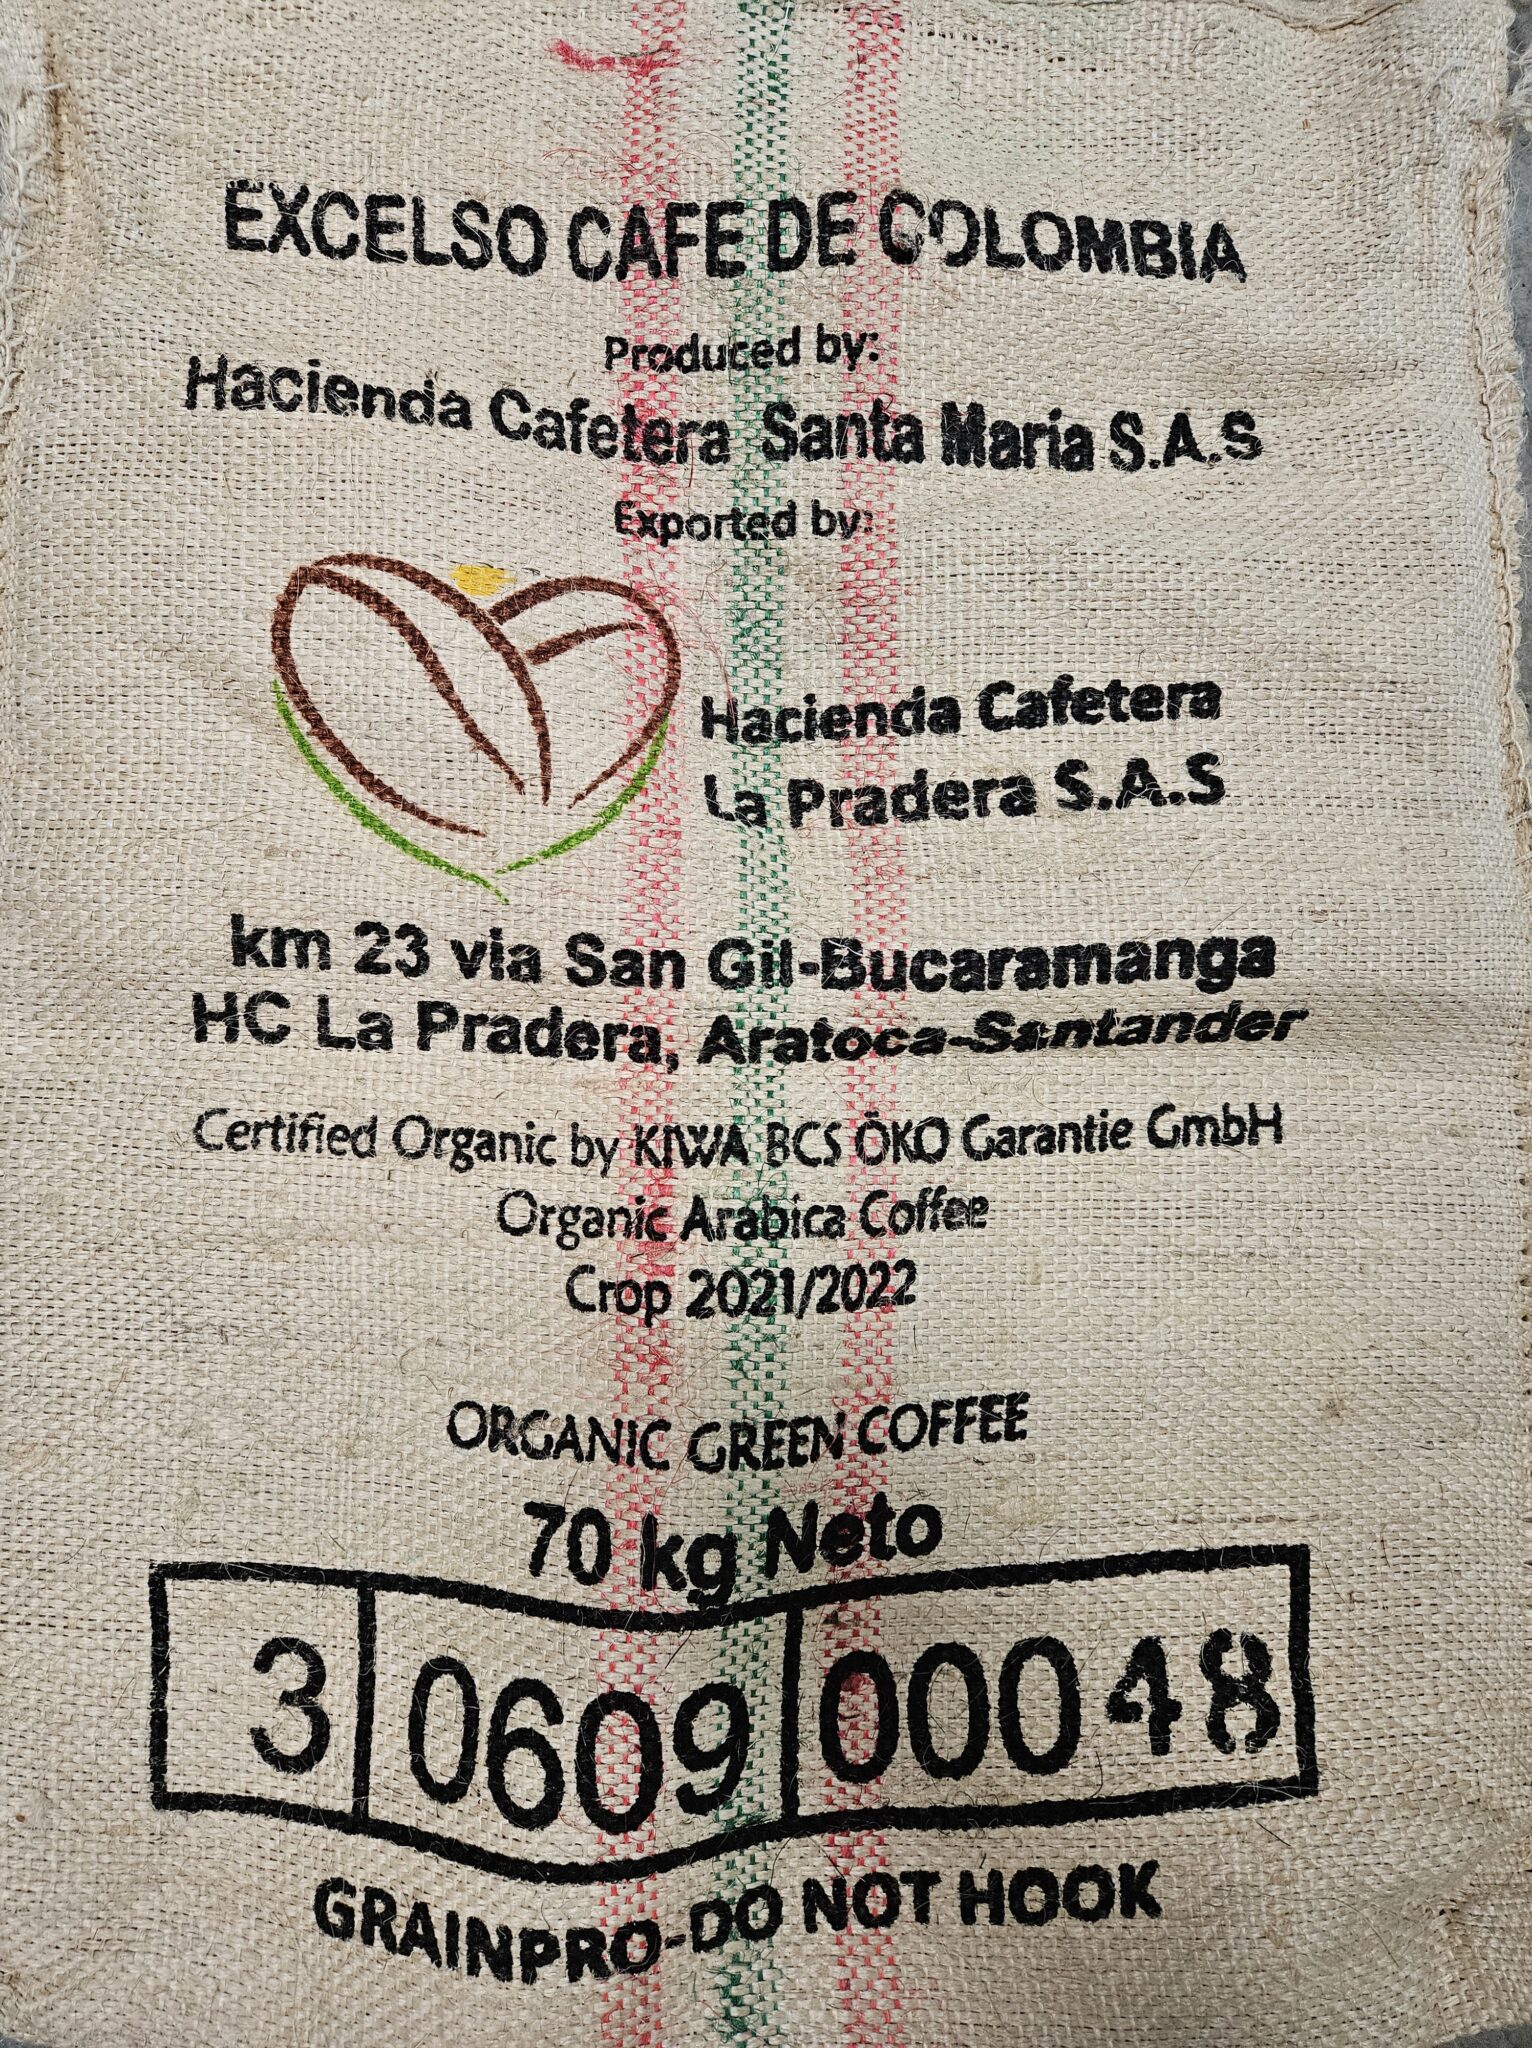 EXCELSO CAFE DE COLOMBIA
Produced by:
Hacienda Cafetera Santa María S.A.S
Exported by:
Hacienda Cafetera
La Pradera S.A.S
km 23 via San Gil-Bucaramanga
HC La Pradera, Aratoca-Santander
Certified Organic by KIWA BCS ÖKO Garantie GmbH
Organic Arabica Coffee
Crop 2021/2022
ORGANIC GREEN COFFEE
70 kg Neto
3 0609 00048
GRAINPRO-DO NOT HOOK